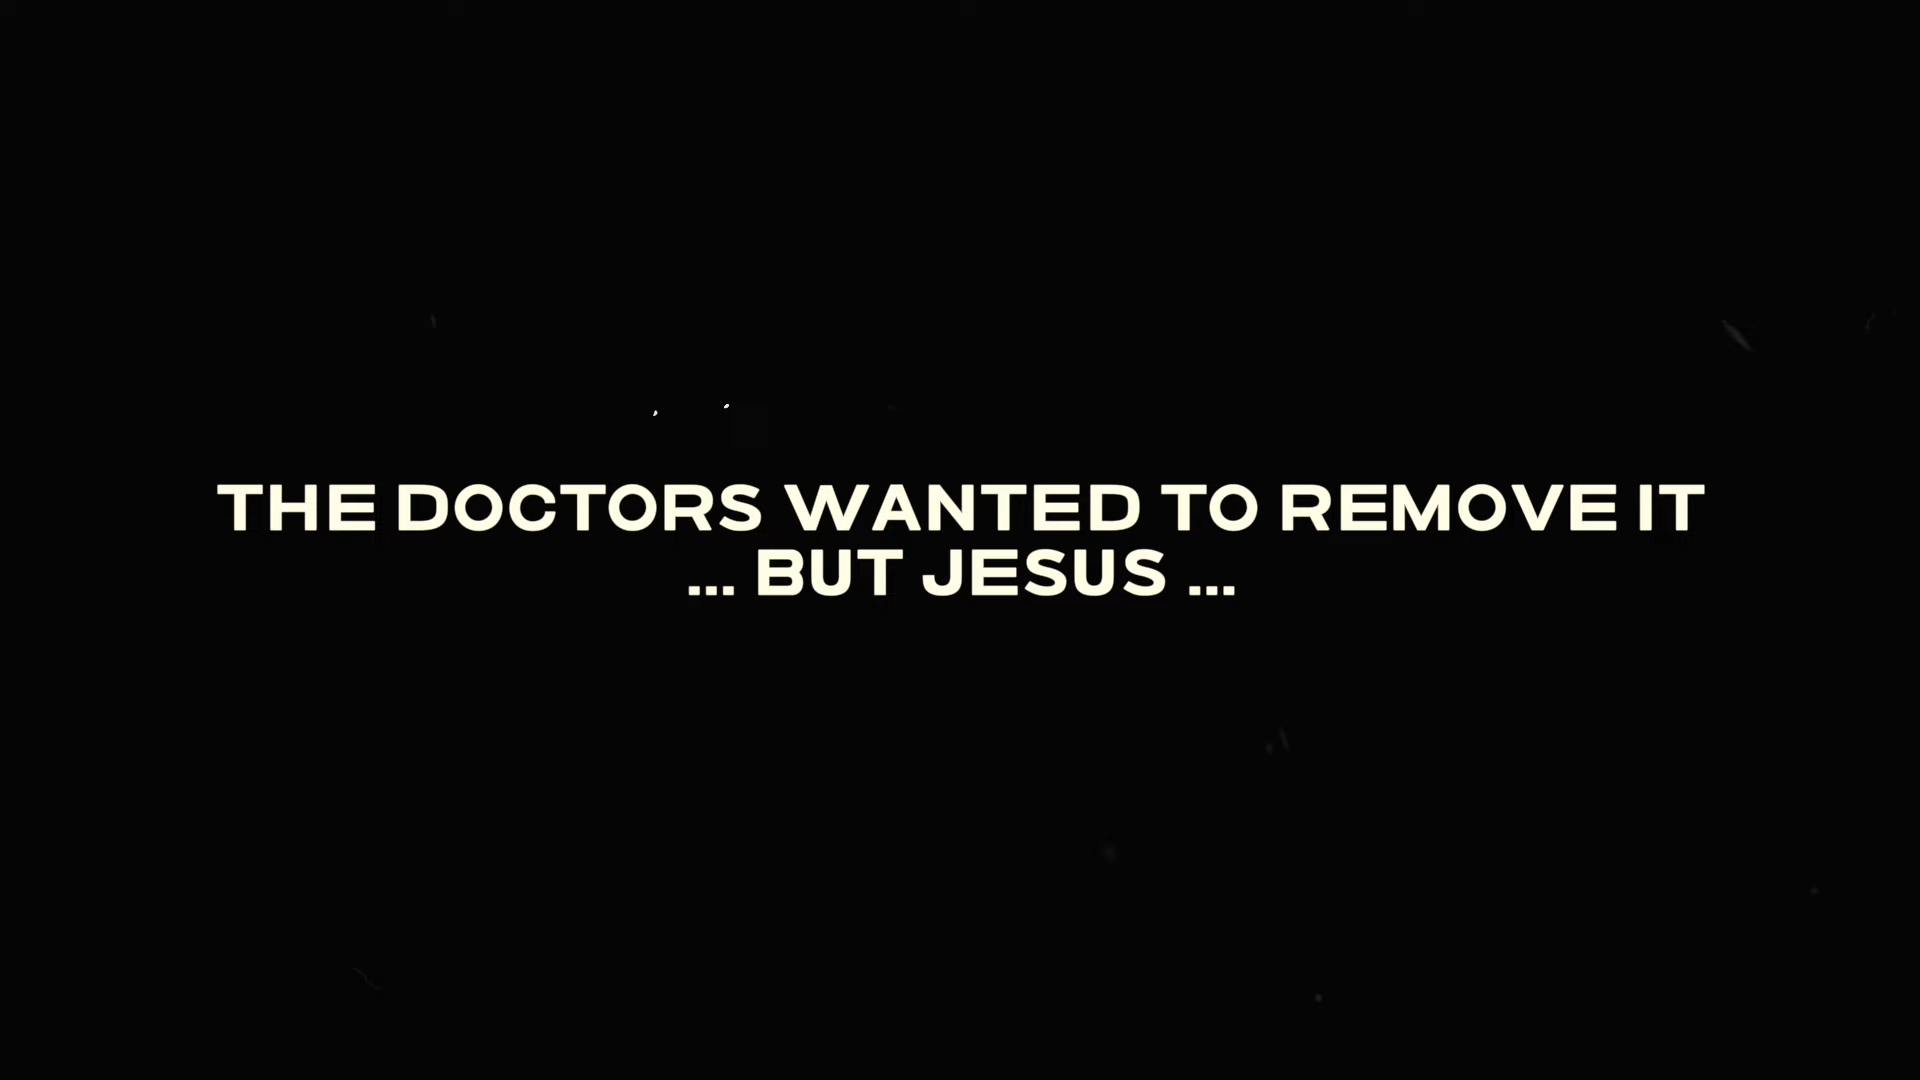 THE DOCTORS WANTED TO REMOVE IT
... BUT JESUS ...